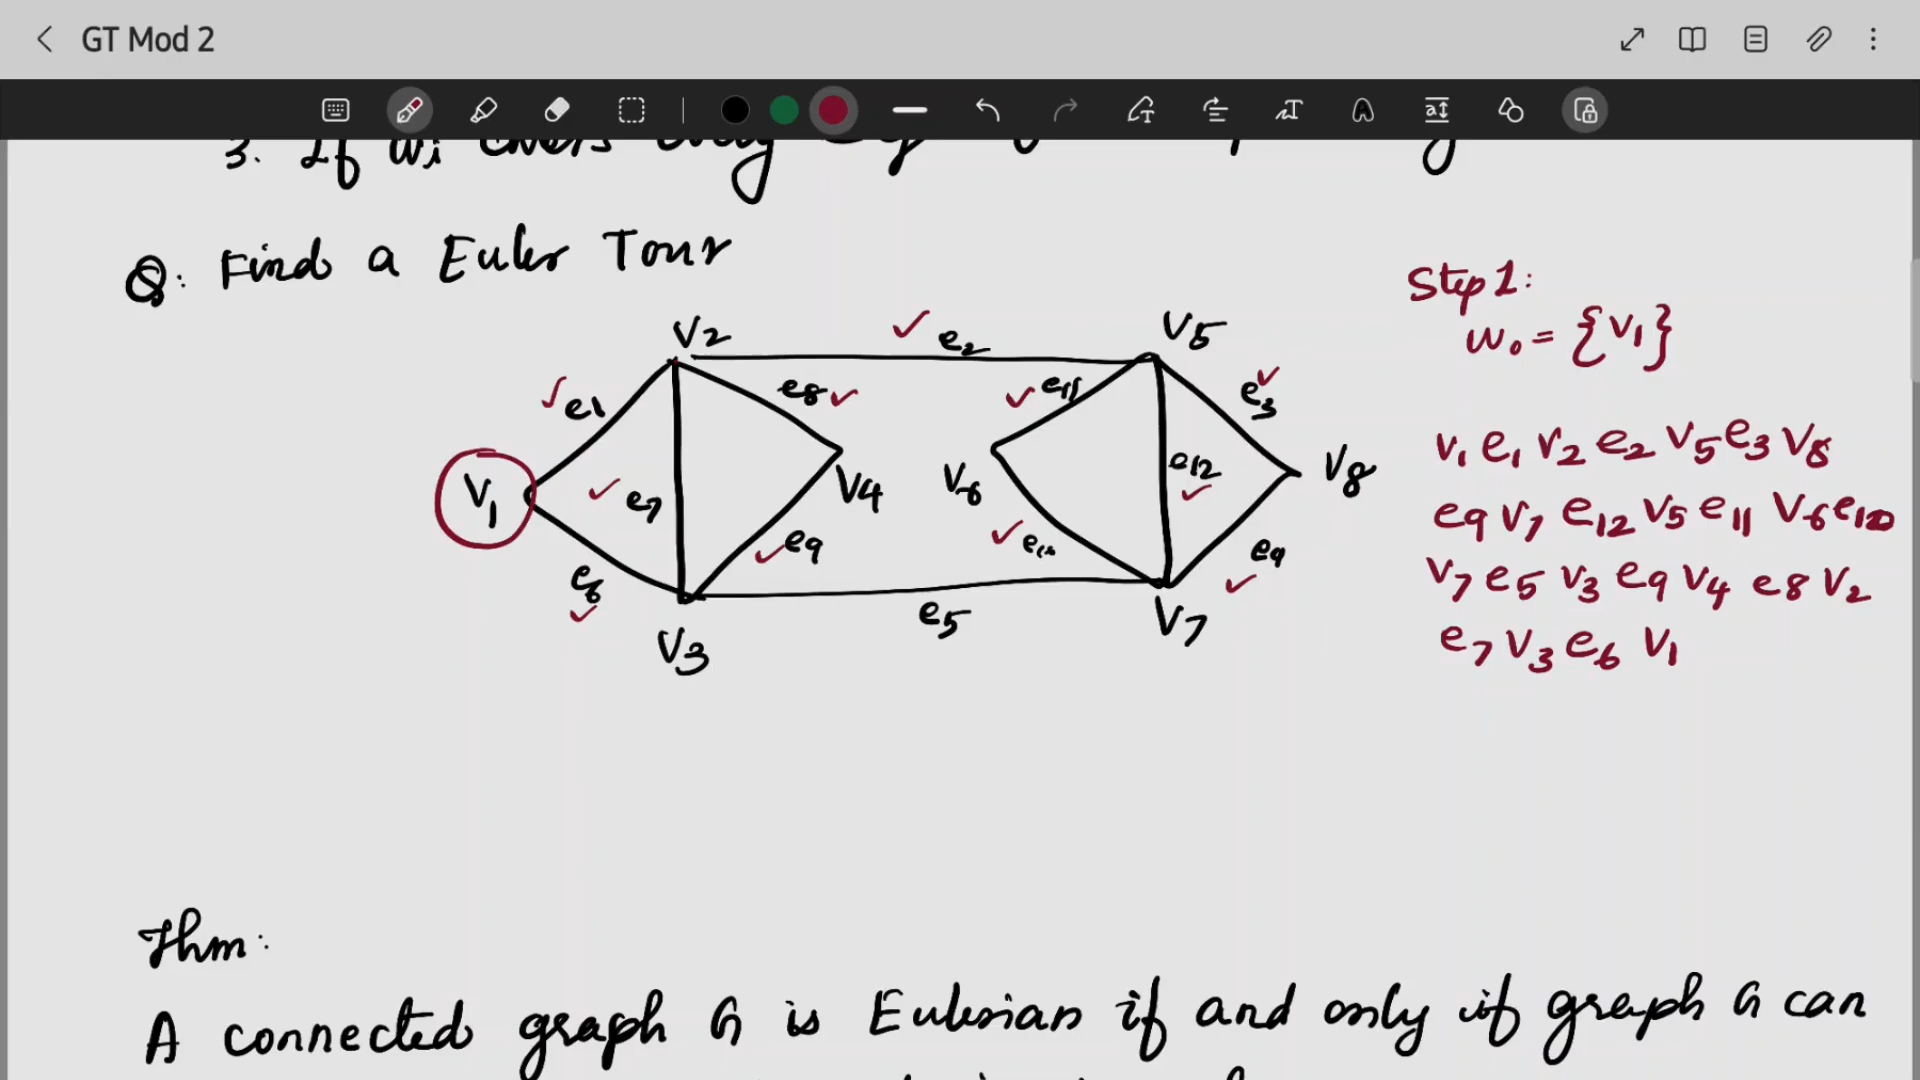 GT Mod 2
3. If wi
Q: Find a Euler Tour
Step 1:
w0 = {v1}
V2 e2 V5
e1 e8 e11 e3
V1 e7 V4 V6 e12 V8
e6 e9 e10 e9
V3 e5 V7
v1 e1 v2 e2 v5 e3 v8
e9 v7 e12 v5 e11 v6 e10
v7 e5 v3 e9 v4 e8 v2
e7 v3 e6 v1
Thm:
A connected graph G is Eulerian if and only if graph G can